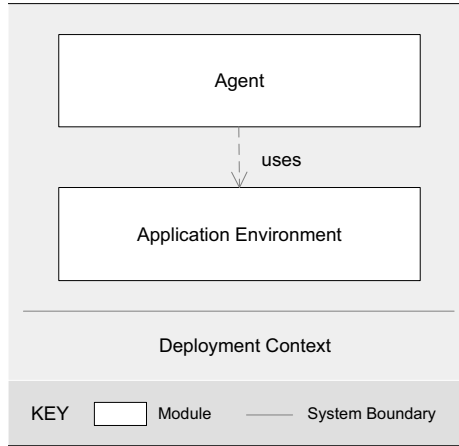 Agent
uses
Application Environment
Deployment Context
KEY Module System Boundary